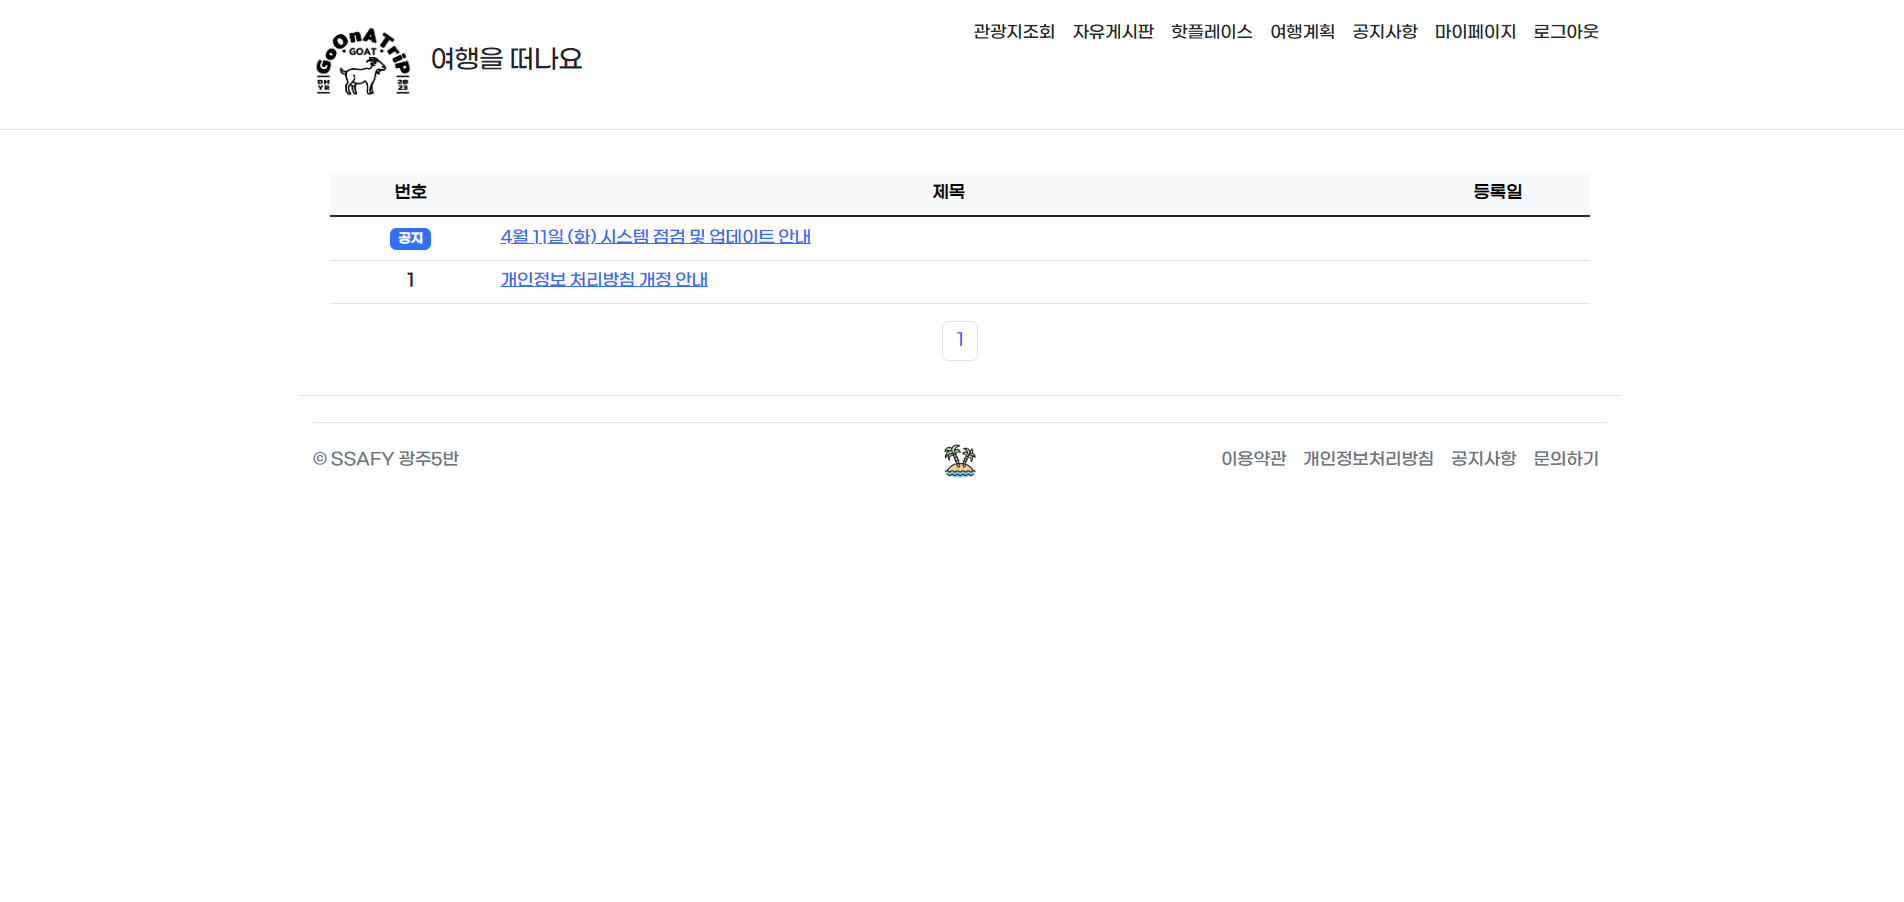 GoOnATriP
GOAT
DH
YR
20
23
여행을 떠나요
관광지조회 자유게시판 핫플레이스 여행계획 공지사항 마이페이지 로그아웃
번호 제목 등록일
공지 4월 11일 (화) 시스템 점검 및 업데이트 안내
1 개인정보 처리방침 개정 안내
1
© SSAFY 광주5반
이용약관 개인정보처리방침 공지사항 문의하기